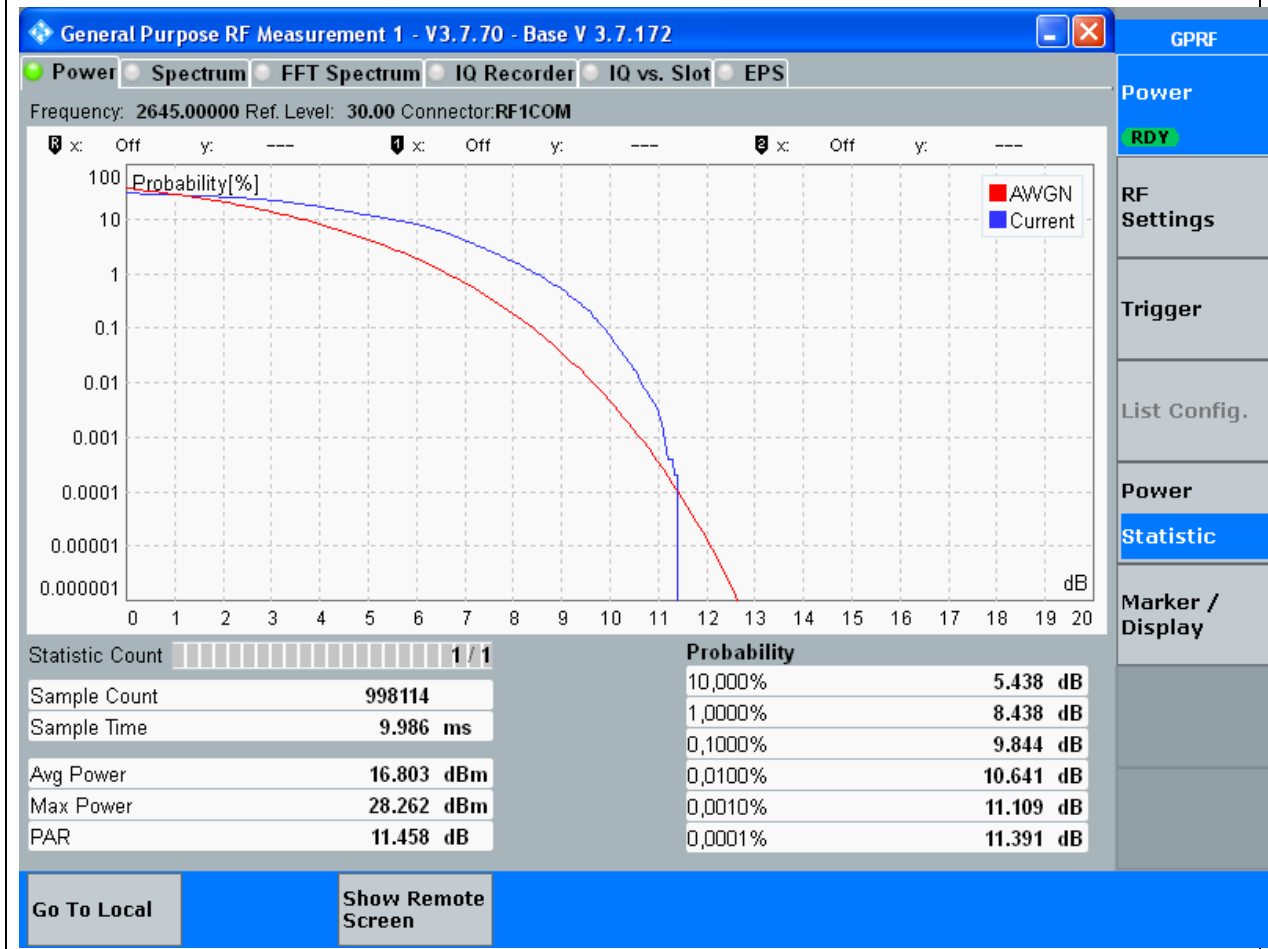 General Purpose RF Measurement 1 - V3.7.70 - Base V 3.7.172
GPRF
Power Spectrum FFT Spectrum IQ Recorder IQ vs. Slot EPS
Frequency: 2645.00000 Ref. Level: 30.00 Connector:RF1COM
R x: Off y: --- 1 x: Off y: --- 2 x: Off y: ---
Probability[%]
100
10
1
0.1
0.01
0.001
0.0001
0.00001
0.000001
AWGN
Current
dB
0 1 2 3 4 5 6 7 8 9 10 11 12 13 14 15 16 17 18 19 20
Statistic Count 1 / 1
Sample Count 998114
Sample Time 9.986 ms
Avg Power 16.803 dBm
Max Power 28.262 dBm
PAR 11.458 dB
Probability
10,000% 5.438 dB
1,0000% 8.438 dB
0,1000% 9.844 dB
0,0100% 10.641 dB
0,0010% 11.109 dB
0,0001% 11.391 dB
Power
RDY
RF
Settings
Trigger
List Config.
Power
Statistic
Marker /
Display
Go To Local
Show Remote
Screen